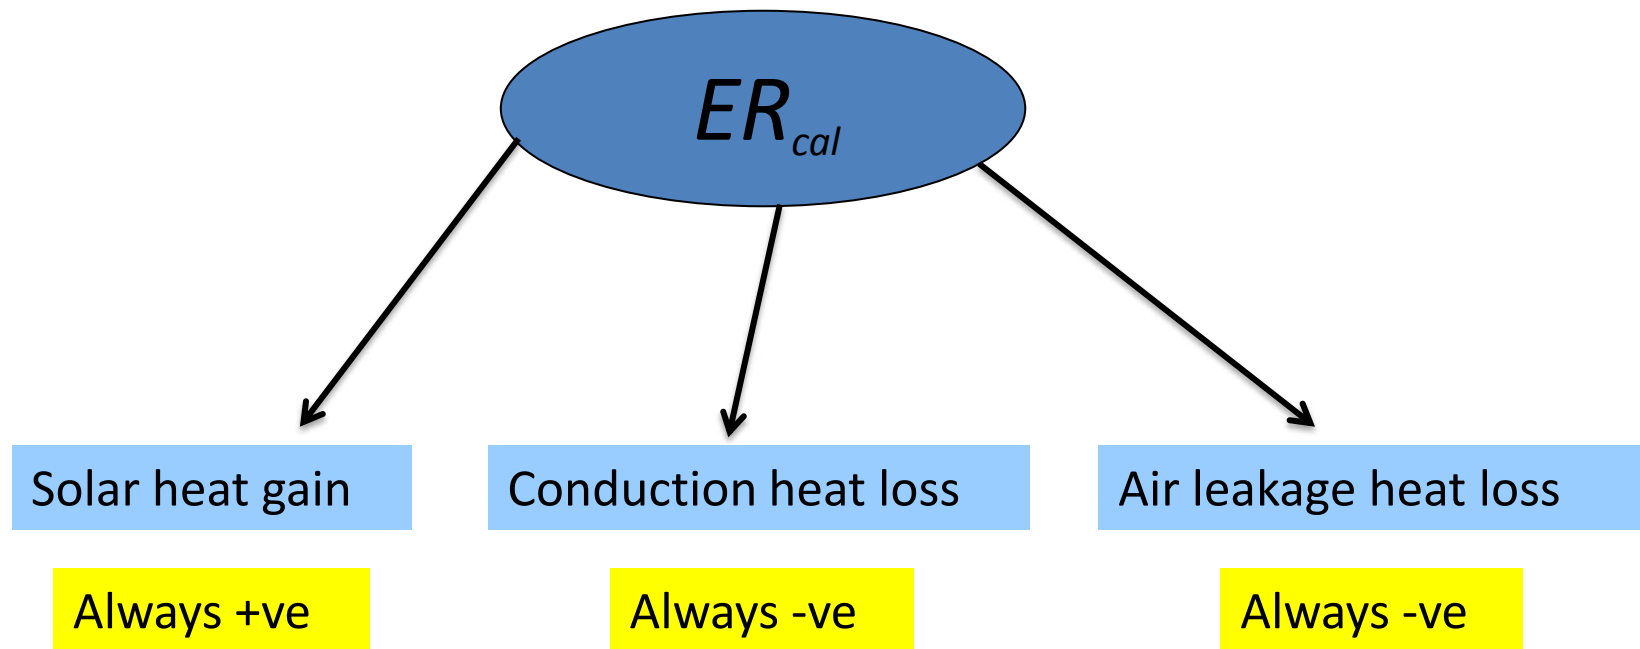 ERcal
Solar heat gain
Conduction heat loss
Air leakage heat loss
Always +ve
Always -ve
Always -ve